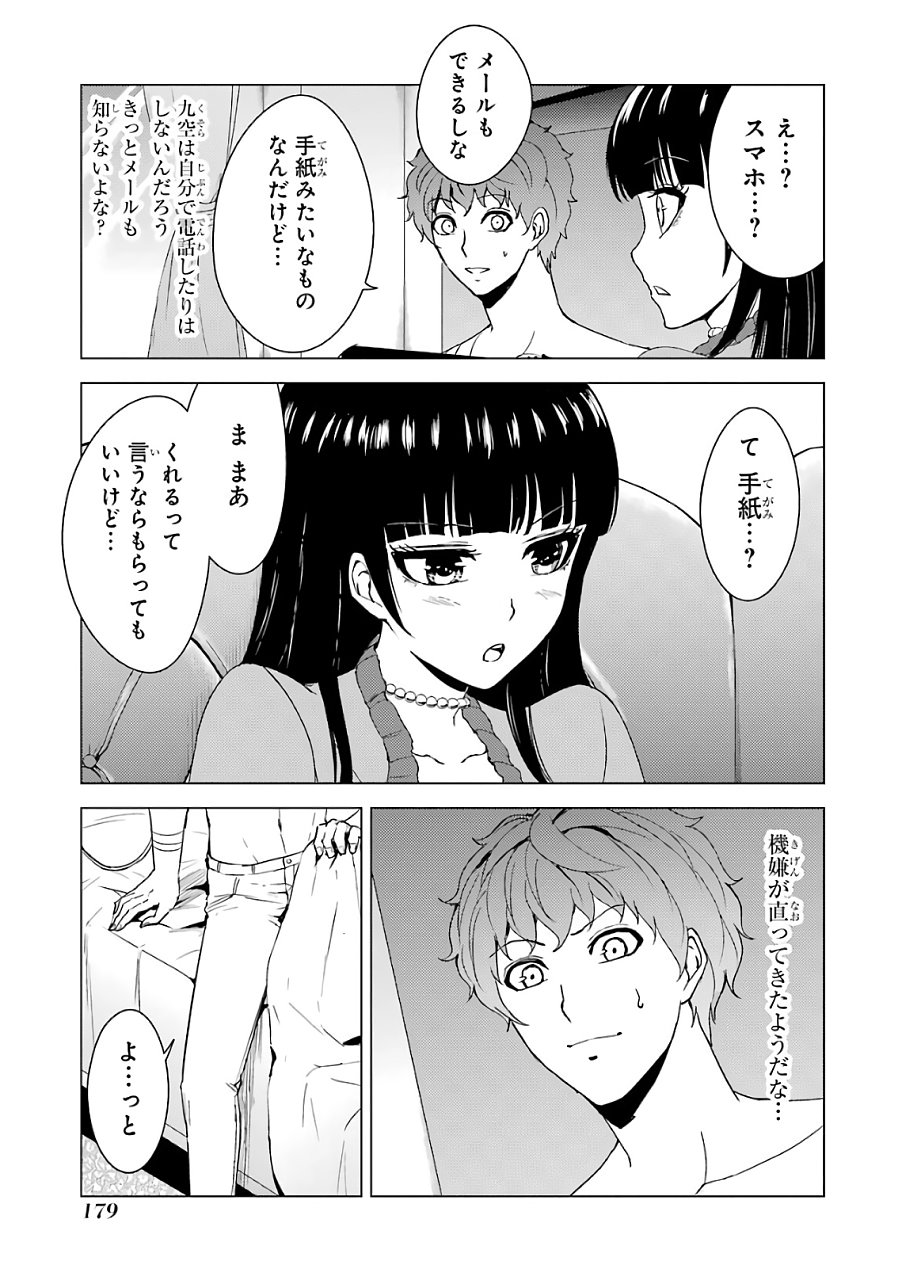 え…？
スマホ…？
メールも
できるしな
手紙みたいなもの
なんだけど…
九空は自分で電話したりは
しないんだろう
きっとメールも
知らないよな？
て 手紙…？
ま まあ
くれるって
言うならもらっても
いいけど…
機嫌が直ってきたようだな…
よ…っと
179